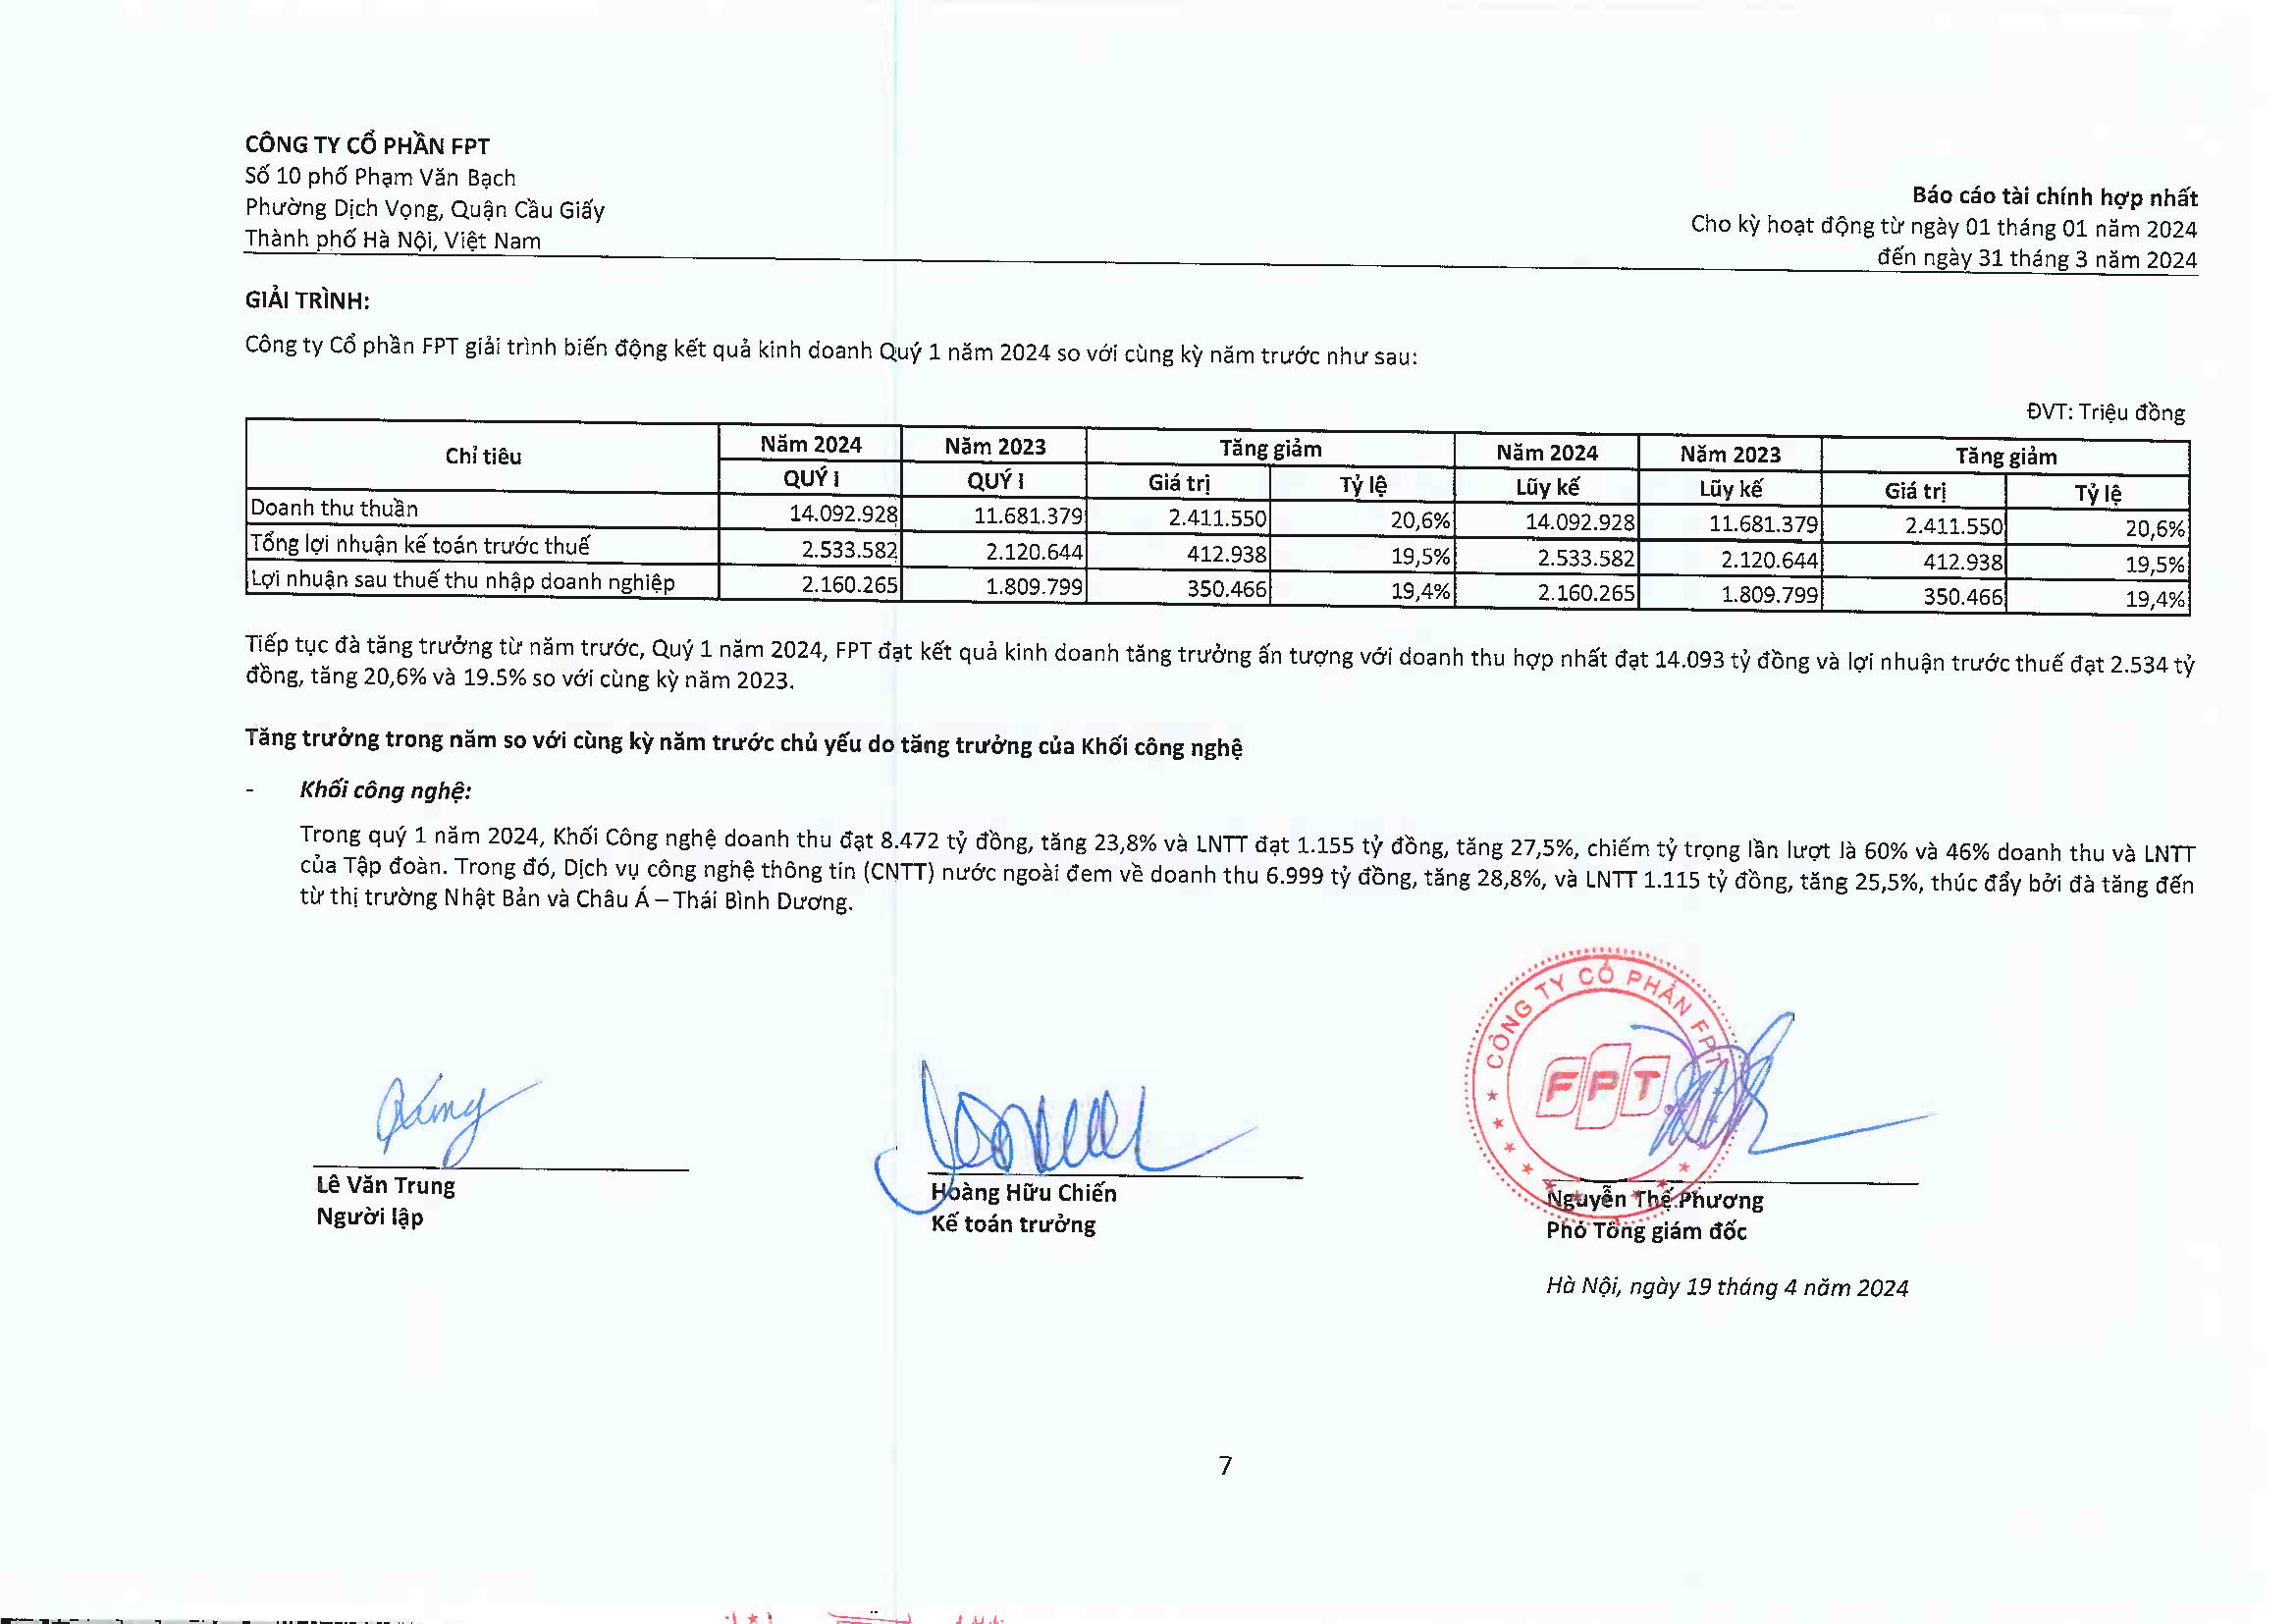 CÔNG TY CỔ PHẦN FPT
Số 10 phố Phạm Văn Bạch
Phường Dịch Vọng, Quận Cầu Giấy
Thành phố Hà Nội, Việt Nam
Báo cáo tài chính hợp nhất
Cho kỳ hoạt động từ ngày 01 tháng 01 năm 2024
đến ngày 31 tháng 3 năm 2024
GIẢI TRÌNH:
Công ty Cổ phần FPT giải trình biến động kết quả kinh doanh Quý 1 năm 2024 so với cùng kỳ năm trước như sau:
ĐVT: Triệu đồng
Chỉ tiêu Năm 2024 Năm 2023 Tăng giảm Năm 2024 Năm 2023 Tăng giảm
QUÝ I QUÝ I Giá trị Tỷ lệ Lũy kế Lũy kế Giá trị Tỷ lệ
Doanh thu thuần 14.092.928 11.681.379 2.411.550 20,6% 14.092.928 11.681.379 2.411.550 20,6%
Tổng lợi nhuận kế toán trước thuế 2.533.582 2.120.644 412.938 19,5% 2.533.582 2.120.644 412.938 19,5%
Lợi nhuận sau thuế thu nhập doanh nghiệp 2.160.265 1.809.799 350.466 19,4% 2.160.265 1.809.799 350.466 19,4%
Tiếp tục đà tăng trưởng từ năm trước, Quý 1 năm 2024, FPT đạt kết quả kinh doanh tăng trưởng ấn tượng với doanh thu hợp nhất đạt 14.093 tỷ đồng và lợi nhuận trước thuế đạt 2.534 tỷ
đồng, tăng 20,6% và 19.5% so với cùng kỳ năm 2023.
Tăng trưởng trong năm so với cùng kỳ năm trước chủ yếu do tăng trưởng của Khối công nghệ
- Khối công nghệ:
Trong quý 1 năm 2024, Khối Công nghệ doanh thu đạt 8.472 tỷ đồng, tăng 23,8% và LNTT đạt 1.155 tỷ đồng, tăng 27,5%, chiếm tỷ trọng lần lượt là 60% và 46% doanh thu và LNTT
của Tập đoàn. Trong đó, Dịch vụ công nghệ thông tin (CNTT) nước ngoài đem về doanh thu 6.999 tỷ đồng, tăng 28,8%, và LNTT 1.115 tỷ đồng, tăng 25,5%, thúc đẩy bởi đà tăng đến
từ thị trường Nhật Bản và Châu Á – Thái Bình Dương.
CÔNG TY CỔ PHẦN FPT
FPT
Lê Văn Trung
Người lập
Hoàng Hữu Chiến
Kế toán trưởng
Nguyễn Thế Phương
Phó Tổng giám đốc
Hà Nội, ngày 19 tháng 4 năm 2024
7